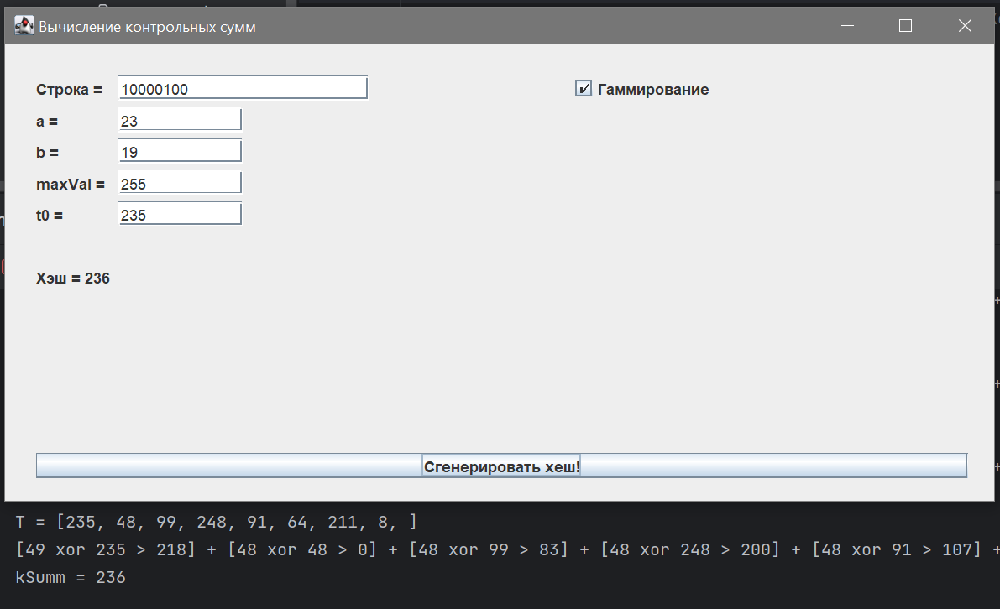 Вычисление контрольных сумм
Строка = 10000100
Гаммирование
a = 23
b = 19
maxVal = 255
t0 = 235
Хэш = 236
Сгенерировать хеш!
T = [235, 48, 99, 248, 91, 64, 211, 8, ]
[49 xor 235 > 218] + [48 xor 48 > 0] + [48 xor 99 > 83] + [48 xor 248 > 200] + [48 xor 91 > 107] +
kSumm = 236